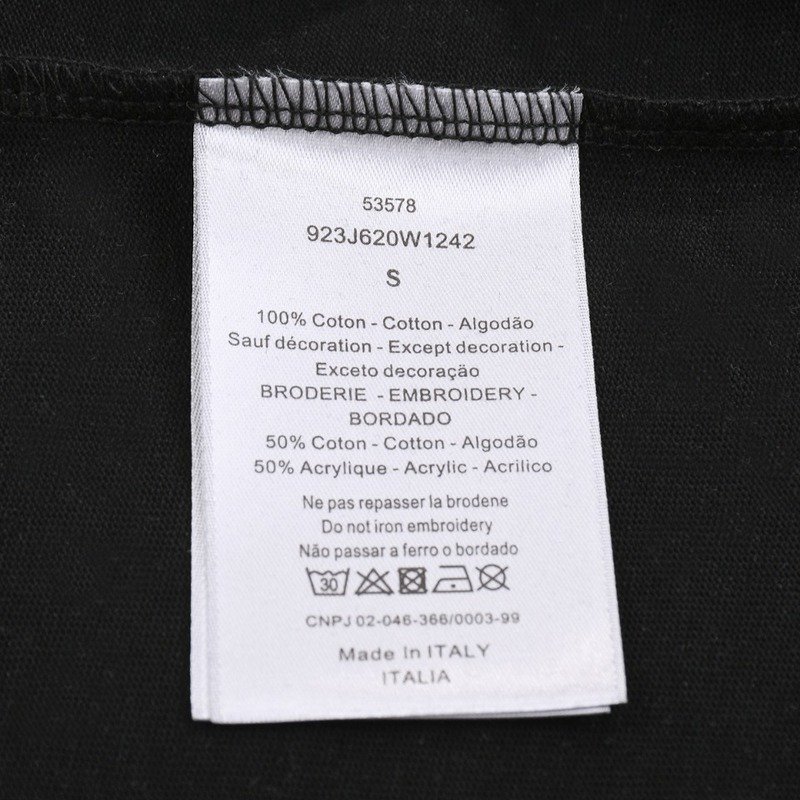 53578
923J620W1242
S
100% Coton - Cotton - Algodão
Sauf décoration - Except decoration -
Exceto decoração
BRODERIE - EMBROIDERY -
BORDADO
50% Coton - Cotton - Algodão
50% Acrylique - Acrylic - Acrilico
Ne pas repasser la brodene
Do not iron embroidery
Não passar a ferro o bordado
30
CNPJ 02-046-366/0003-99
Made In ITALY
ITALIA